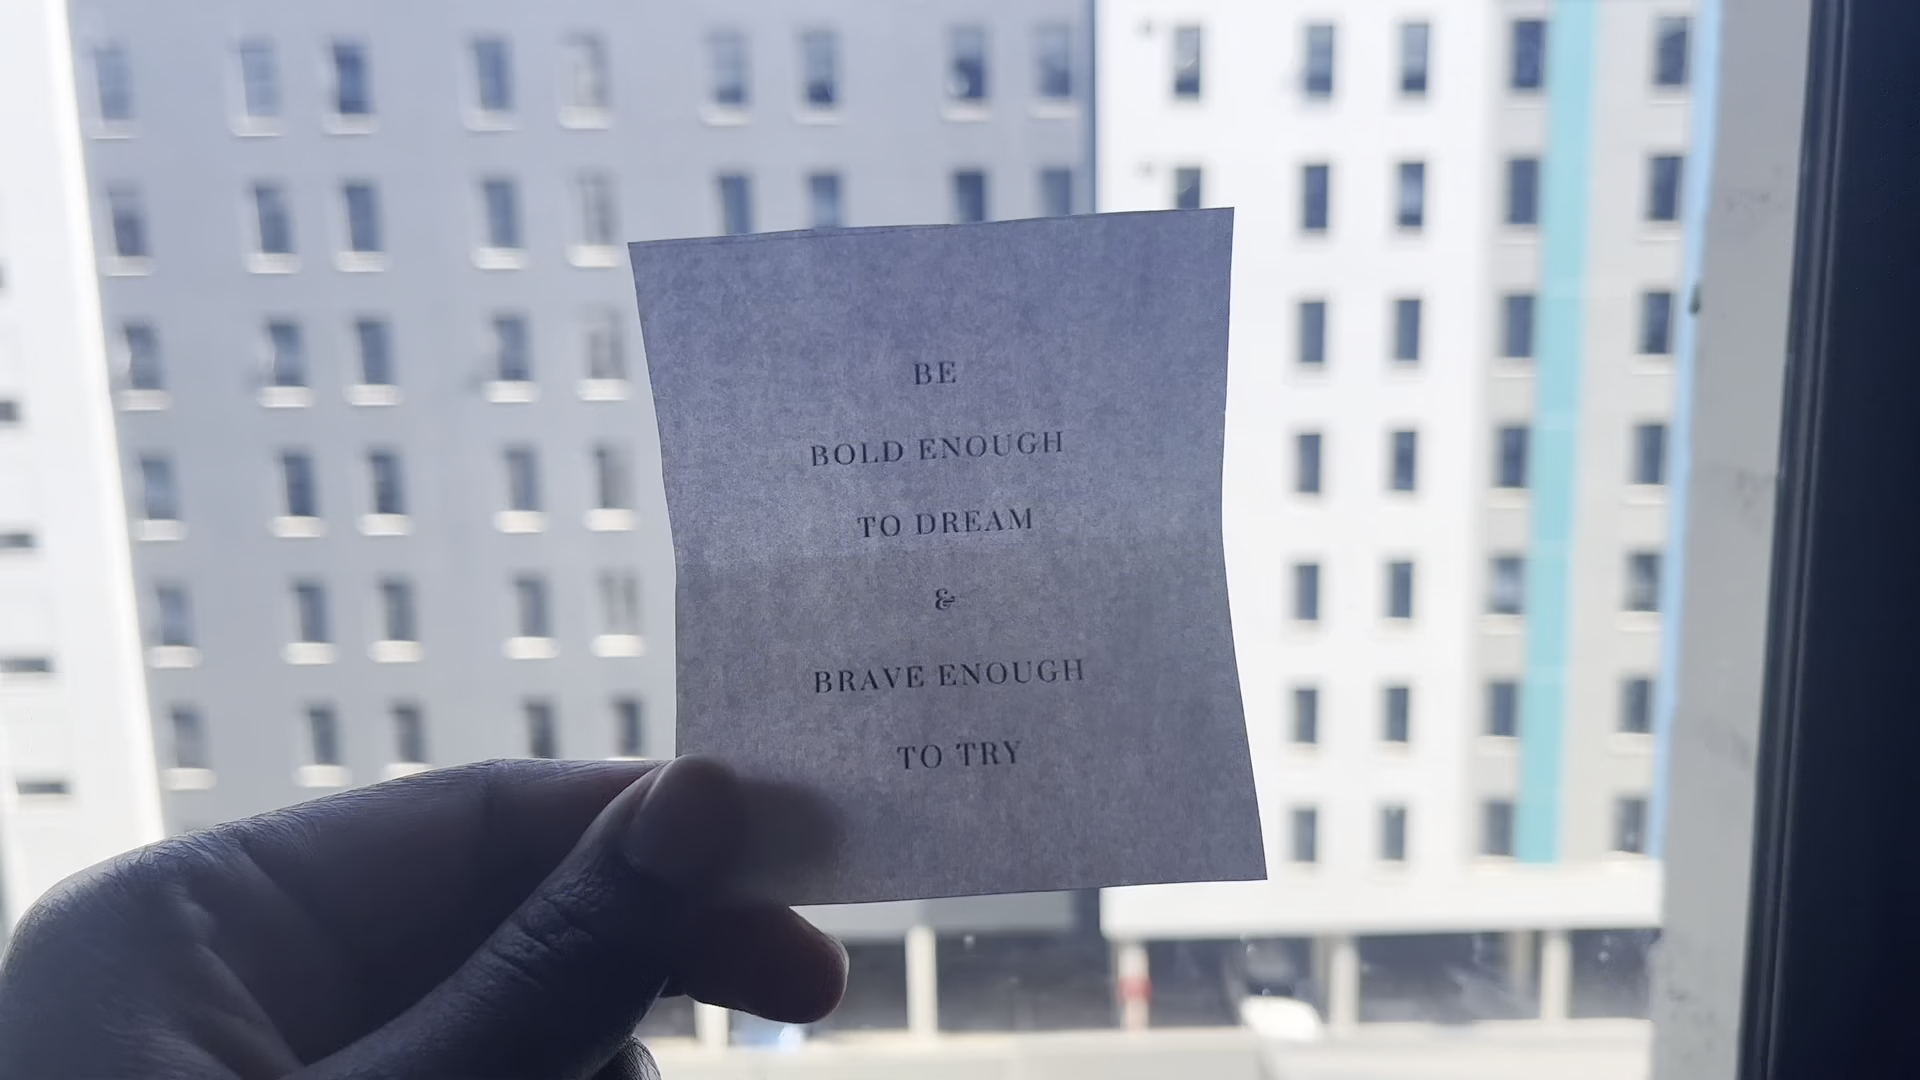 BE
BOLD ENOUGH
TO DREAM
&
BRAVE ENOUGH
TO TRY